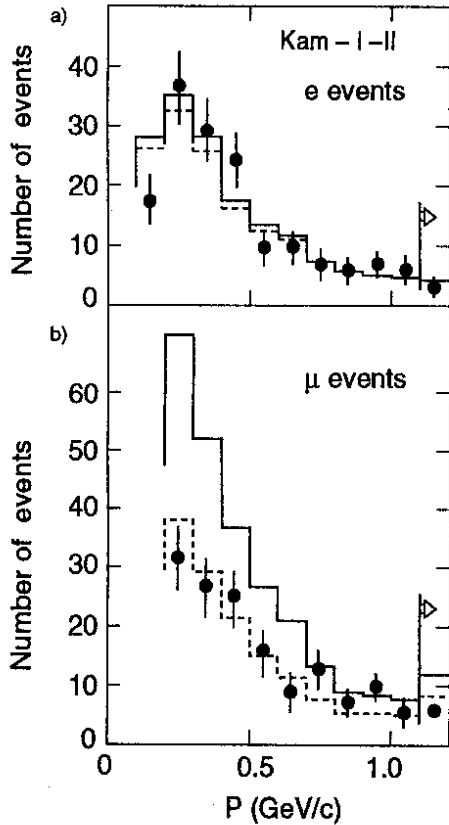 a)
Kam – I – II
e events
40
30
20
10
0
Number of events
b)
μ events
60
50
40
30
20
10
0
Number of events
0
0.5
1.0
P (GeV/c)